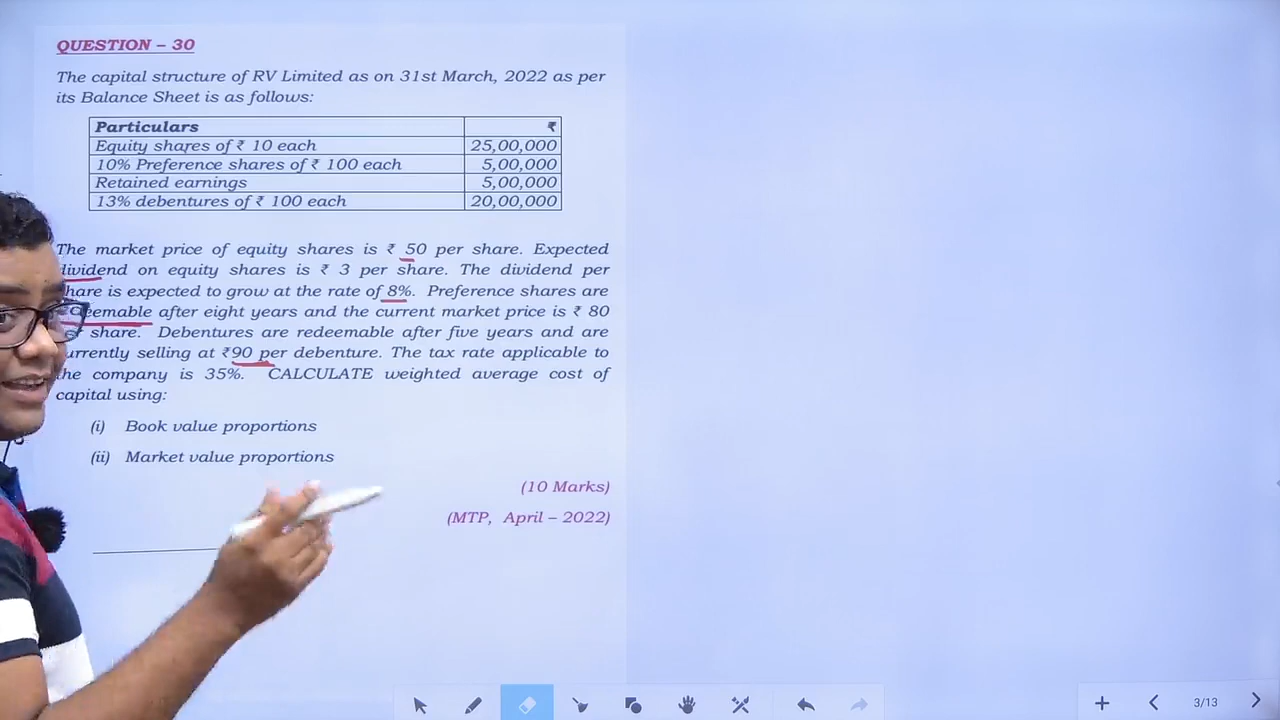 QUESTION – 30
The capital structure of RV Limited as on 31st March, 2022 as per
its Balance Sheet is as follows:
Particulars ₹
Equity shares of ₹ 10 each 25,00,000
10% Preference shares of ₹ 100 each 5,00,000
Retained earnings 5,00,000
13% debentures of ₹ 100 each 20,00,000
The market price of equity shares is ₹ 50 per share. Expected
dividend on equity shares is ₹ 3 per share. The dividend per
hare is expected to grow at the rate of 8%. Preference shares are
deemable after eight years and the current market price is ₹ 80
share. Debentures are redeemable after five years and are
urrently selling at ₹90 per debenture. The tax rate applicable to
the company is 35%. CALCULATE weighted average cost of
capital using:
(i) Book value proportions
(ii) Market value proportions
(10 Marks)
(MTP, April – 2022)
3/13